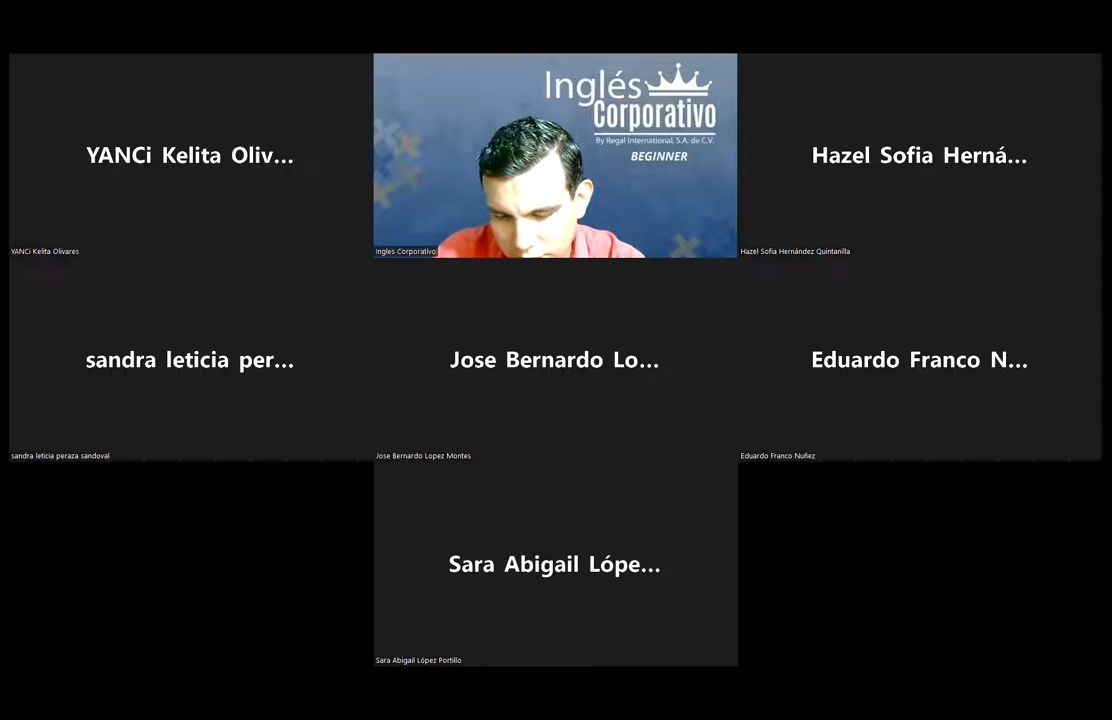 YANCi Kelita Oliv...
YANCi Kelita Olivares
Inglés
Corporativo
By Regal International, S.A. de C.V.
BEGINNER
Ingles Corporativo
Hazel Sofia Herná...
Hazel Sofia Hernández Quintanilla
sandra leticia per...
sandra leticia peraza sandoval
Jose Bernardo Lo...
Jose Bernardo Lopez Montes
Eduardo Franco N...
Eduardo Franco Nuñez
Sara Abigail Lópe...
Sara Abigail López Portillo